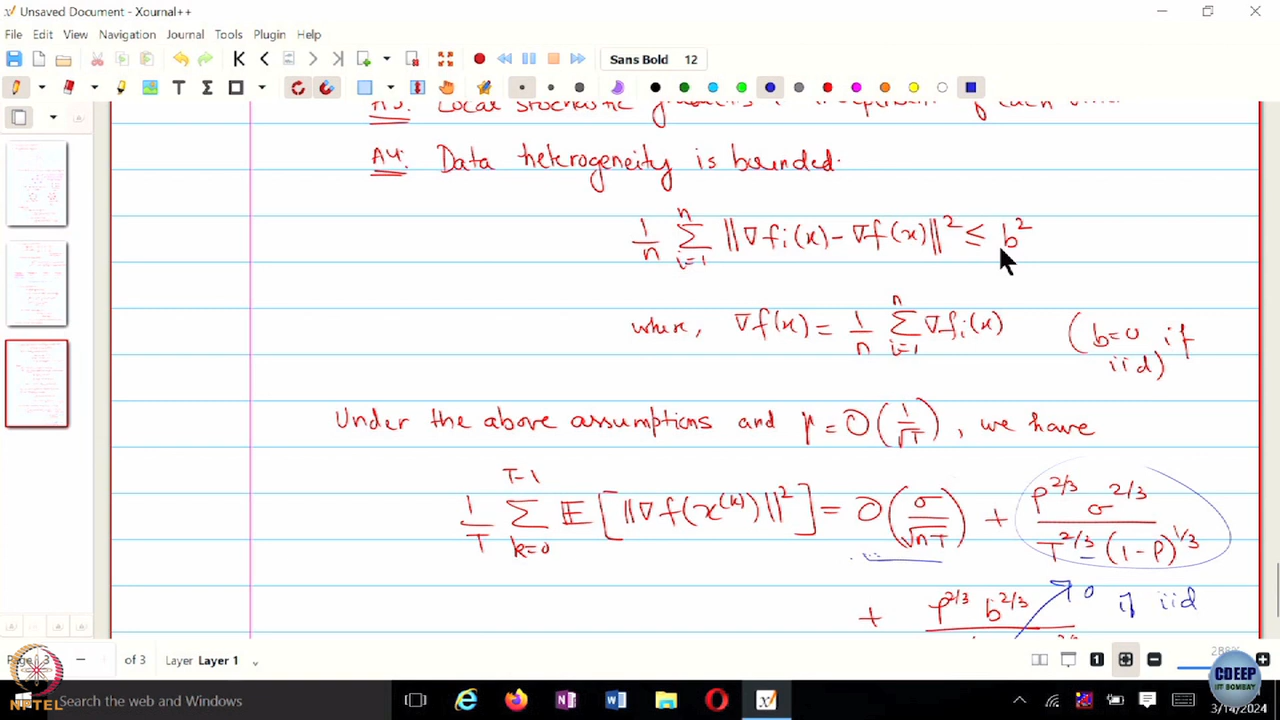 Unsaved Document - Xournal++
File Edit View Navigation Journal Tools Plugin Help
Sans Bold 12
A3: Local stochastic
A4: Data heterogeneity is bounded.
1/n Σ_{i=1}^{n} ‖∇f_i(x) − ∇f(x)‖² ≤ b²
where, ∇f(x) = 1/n Σ_{i=1}^{n} ∇f_i(x) (b=0 if iid)
Under the above assumptions and γ = O(1/√T), we have
1/T Σ_{k=0}^{T-1} E[‖∇f(x^{(k)})‖²] = O(σ/√nT) + ρ^{2/3} σ^{2/3} / T^{2/3} (1-ρ)^{1/3}
+ ρ^{2/3} b^{2/3}
0 if iid
Page 3 of 3 Layer Layer 1
288%
NPTEL
CDEEP
IIT BOMBAY
Search the web and Windows
3/14/2024